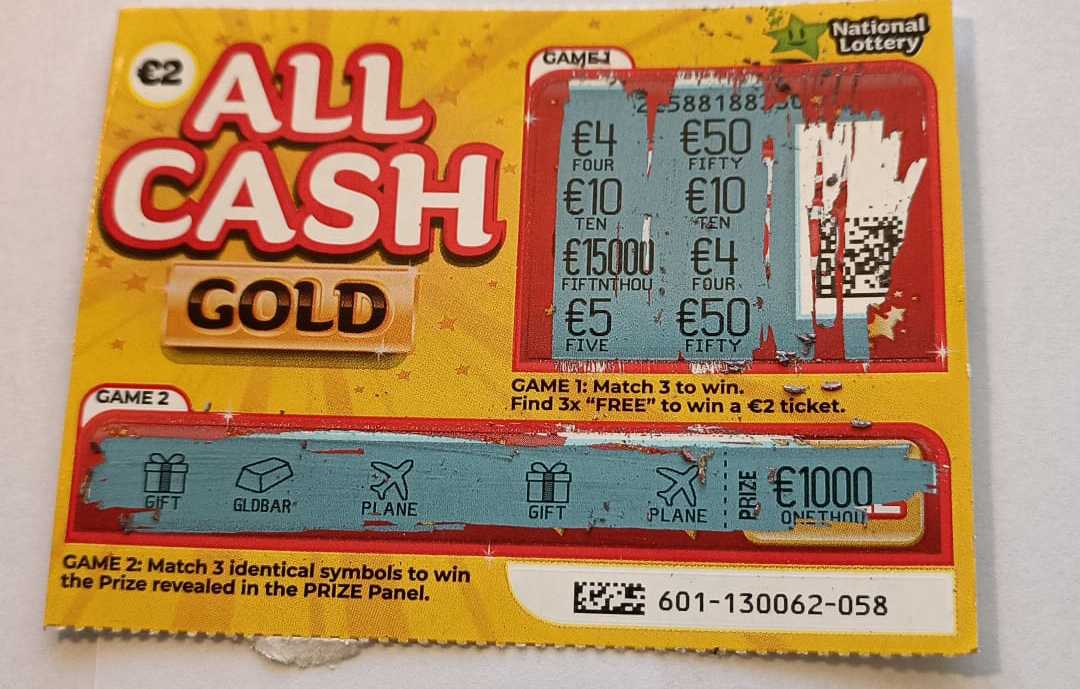 €2
ALL
CASH
GOLD
National
Lottery
GAME 1
€4 €50
FOUR FIFTY
€10 €10
TEN TEN
€15000 €4
FIFTNTHOU FOUR
€5 €50
FIVE FIFTY
GAME 1: Match 3 to win.
Find 3x “FREE” to win a €2 ticket.
GAME 2
GIFT GLDBAR PLANE GIFT PLANE PRIZE €1000
ONETHOU
GAME 2: Match 3 identical symbols to win
the Prize revealed in the PRIZE Panel.
601-130062-058